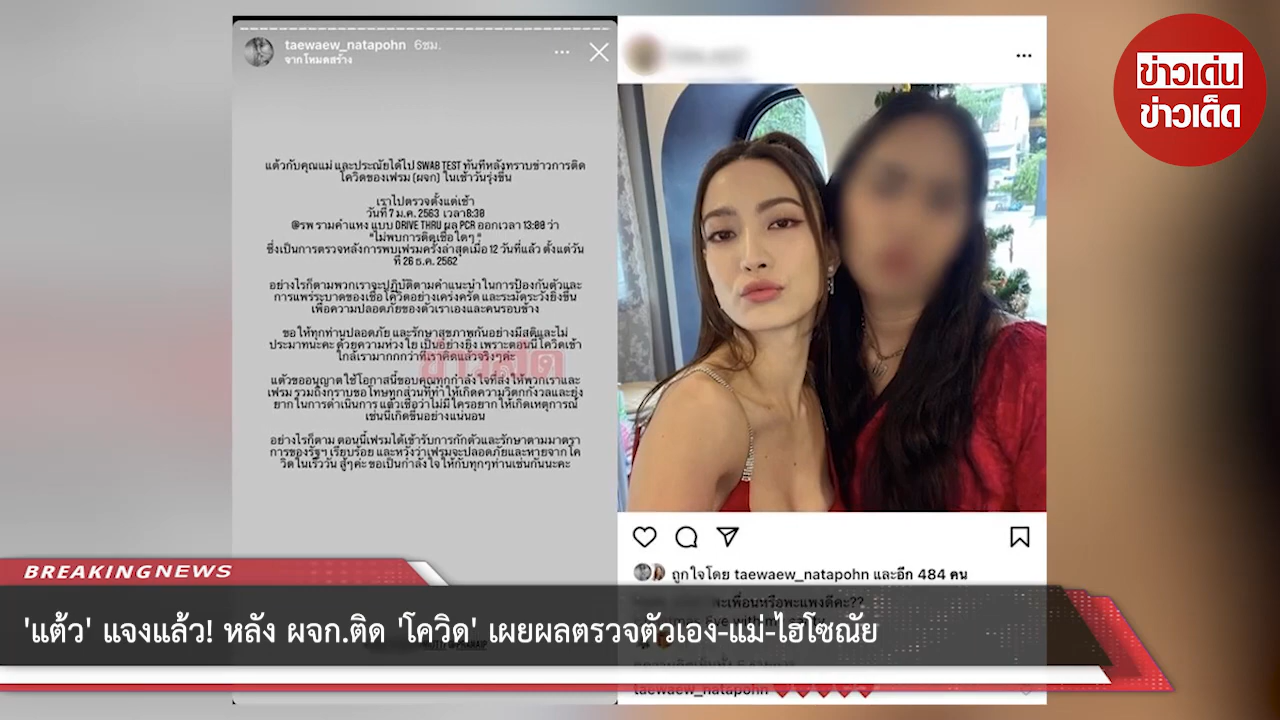 taewaew_natapohn 6ชม.
จากโหมดสร้าง
แต้วกับคุณแม่ และประณัยได้ไป SWAB TEST ทันทีหลังทราบข่าวการติด
โควิดของเฟรม (ผจก) ในเช้าวันรุ่งขึ้น
เราไปตรวจตั้งแต่เช้า
วันที่ 7 ม.ค. 2563 เวลา8:30
@รพ รามคำแหง แบบ DRIVE THRU ผล PCR ออกเวลา 13:00 ว่า
"ไม่พบการติดเชื้อใดๆ "
ซึ่งเป็นการตรวจหลังการพบเฟรมครั้งล่าสุดเมื่อ 12 วันที่แล้ว ตั้งแต่วัน
ที่ 26 ธ.ค. 2562
อย่างไรก็ตามพวกเราจะปฏิบัติตามคำแนะนำ ในการป้องกันตัวและ
การแพร่ระบาดของเชื้อโควิดอย่างเคร่งครัด และระมัดระวังยิ่งขึ้น
เพื่อความปลอดภัยของตัวเราเองและคนรอบข้าง
ขอให้ทุกท่านปลอดภัย และรักษาสุขภาพกันอย่างมีสติและไม่
ประมาทนะคะ ด้วยความห่วงใย เป็นอย่างยิ่ง เพราะตอนนี้โควิดเข้า
ใกล้เรามากกกว่าที่เราคิดแล้วจริงๆค่ะ
แต้วขออนุญาตใช้โอกาสนี้ขอบคุณทุกกำลังใจที่ส่งให้พวกเราและ
เฟรม รวมถึงกราบขอโทษทุกส่วนที่ทำให้เกิดความวิตกกังวลและยุ่ง
ยากในการดำเนินการ แต้วเชื่อว่าไม่มีใครอยากให้เกิดเหตุการณ์
เช่นนี้เกิดขึ้นอย่างแน่นอน
อย่างไรก็ตาม ตอนนี้เฟรมได้เข้ารับการกักตัวและรักษาตามมาตรา
การของรัฐฯ เรียบร้อย และหวังว่าเฟรมจะปลอดภัยและหายจากโค
วิดในเร็ววัน สู้ๆค่ะ ขอเป็นกำลังใจให้กับทุกๆท่านเช่นกันนะคะ
ข่าวสด
ข่าวเด่น
ข่าวเด็ด
ถูกใจโดย taewaew_natapohn และอีก 484 คน
พะเพื่อนหรือพะแพงดีคะ??
taewaew_natapohn
BREAKING NEWS
'แต้ว' แจงแล้ว! หลัง ผจก.ติด 'โควิด' เผยผลตรวจตัวเอง-แม่-ไฮโซณัย